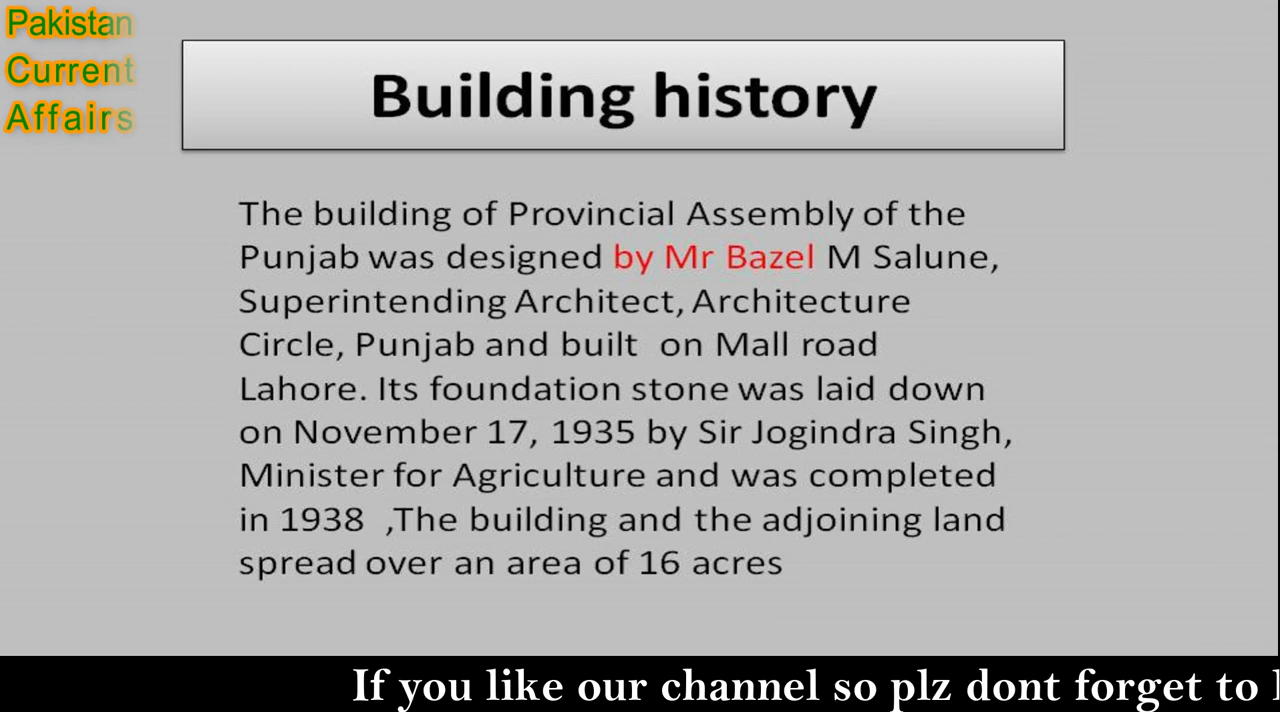 Pakistan
Current
Affairs
Building history
The building of Provincial Assembly of the
Punjab was designed by Mr Bazel M Salune,
Superintending Architect, Architecture
Circle, Punjab and built on Mall road
Lahore. Its foundation stone was laid down
on November 17, 1935 by Sir Jogindra Singh,
Minister for Agriculture and was completed
in 1938 ,The building and the adjoining land
spread over an area of 16 acres
If you like our channel so plz dont forget to